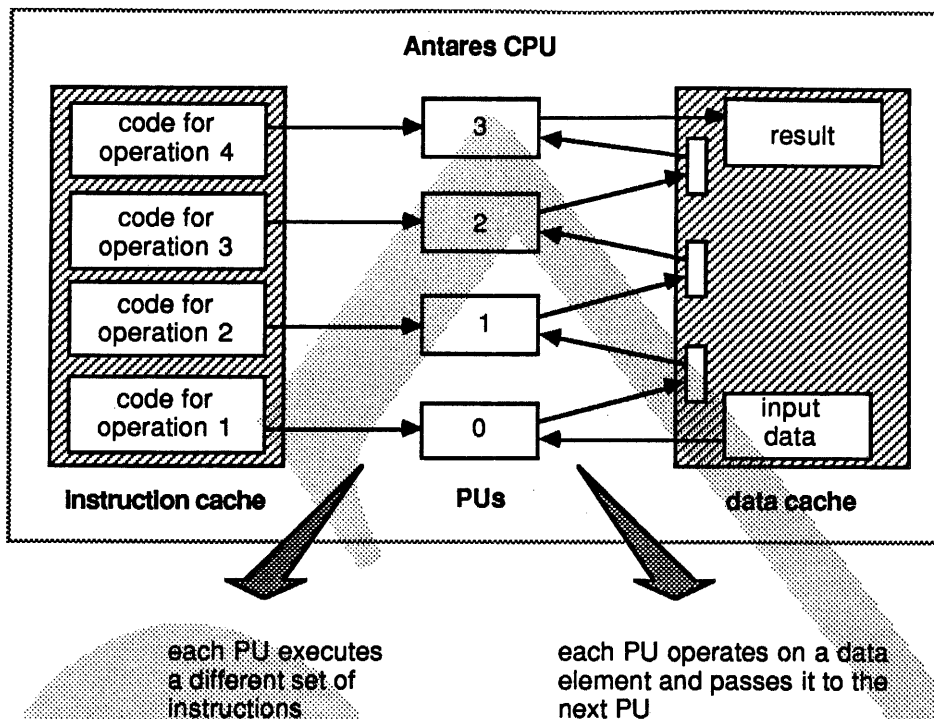 Antares CPU
code for
operation 4
3
result
code for
operation 3
2
code for
operation 2
1
code for
operation 1
0
input
data
instruction cache
PUs
data cache
each PU executes
a different set of
instructions
each PU operates on a data
element and passes it to the
next PU